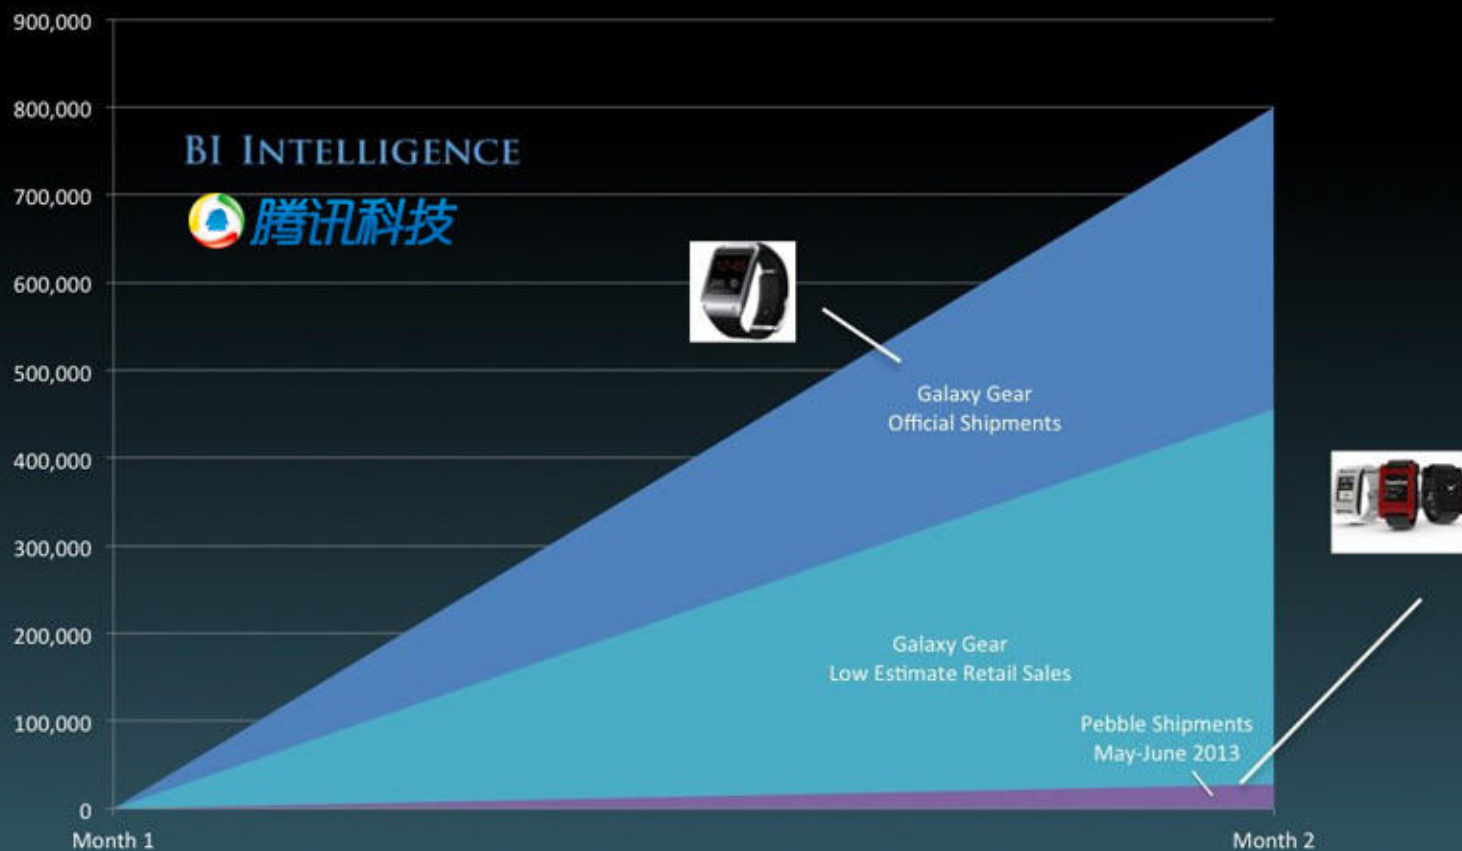 900,000
800,000
BI INTELLIGENCE
700,000
腾讯科技
600,000
500,000
Galaxy Gear
Official Shipments
400,000
300,000
200,000
Galaxy Gear
Low Estimate Retail Sales
100,000
Pebble Shipments
May-June 2013
0
Month 1
Month 2